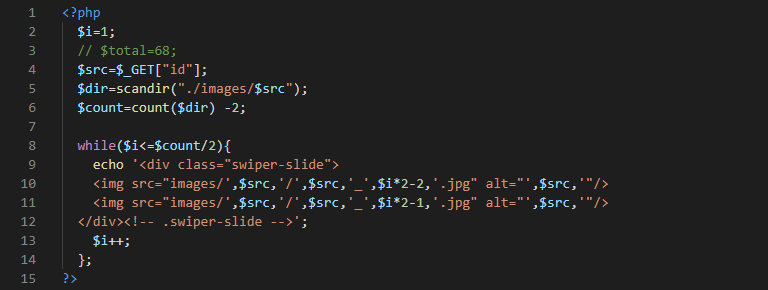 1 <?php
2 $i=1;
3 // $total=68;
4 $src=$_GET["id"];
5 $dir=scandir("./images/$src");
6 $count=count($dir) -2;
7
8 while($i<=$count/2){
9 echo '<div class="swiper-slide">
10 <img src="images/',$src,'/',$src,'_',$i*2-2,'.jpg" alt="',$src,'"/>
11 <img src="images/',$src,'/',$src,'_',$i*2-1,'.jpg" alt="',$src,'"/>
12 </div><!-- .swiper-slide -->';
13 $i++;
14 };
15 ?>